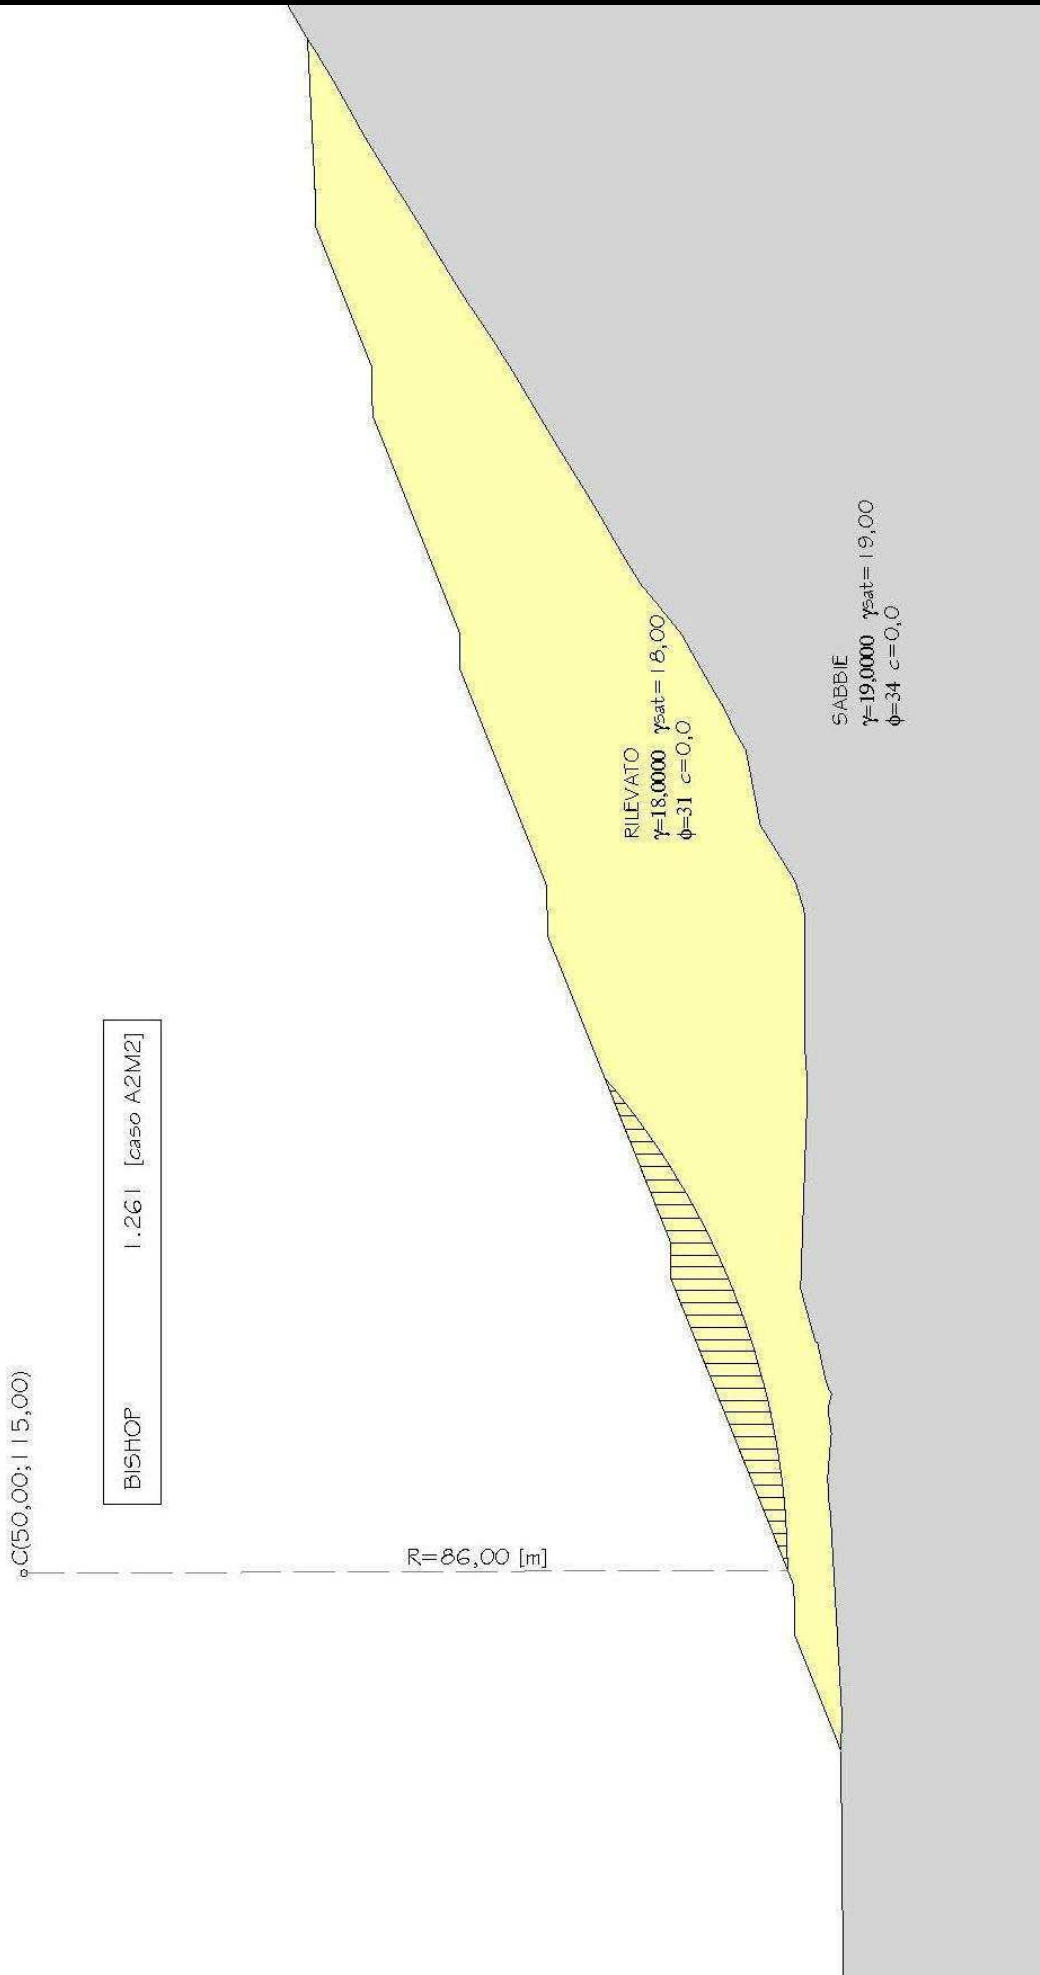 C(50,00;115,00)
BISHOP 1.261 [caso A2M2]
R=86,00 [m]
RILEVATO
γ=18,0000 γsat=18,00
ϕ=31 c=0,0
SABBIE
γ=19,0000 γsat=19,00
ϕ=34 c=0,0